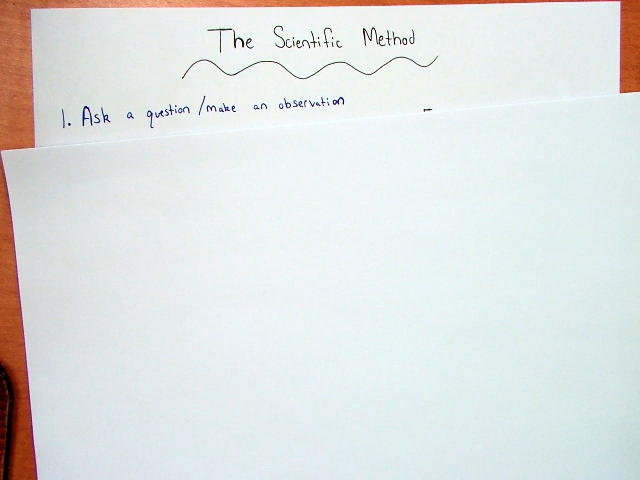 The Scientific Method
1. Ask a question / make an observation